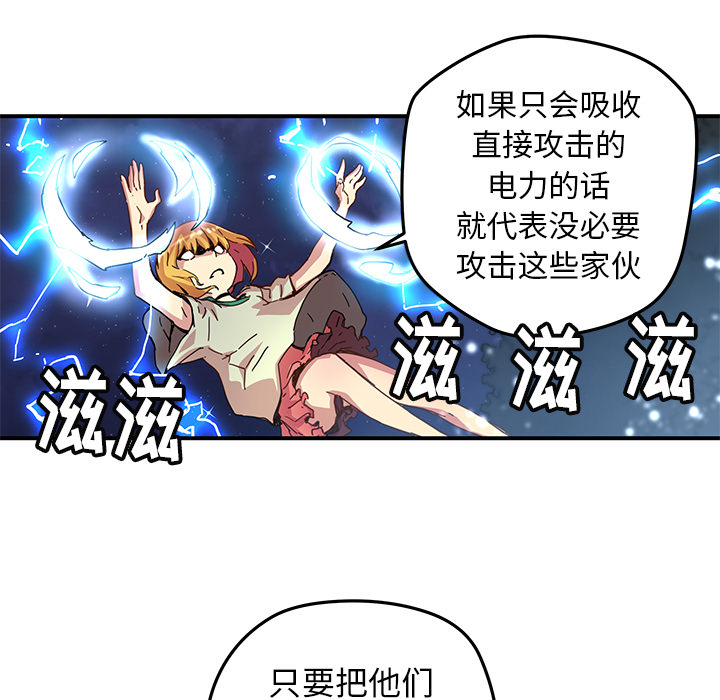 如果只会吸收
直接攻击的
电力的话
就代表没必要
攻击这些家伙
滋 滋 滋
滋 滋
只要把他们